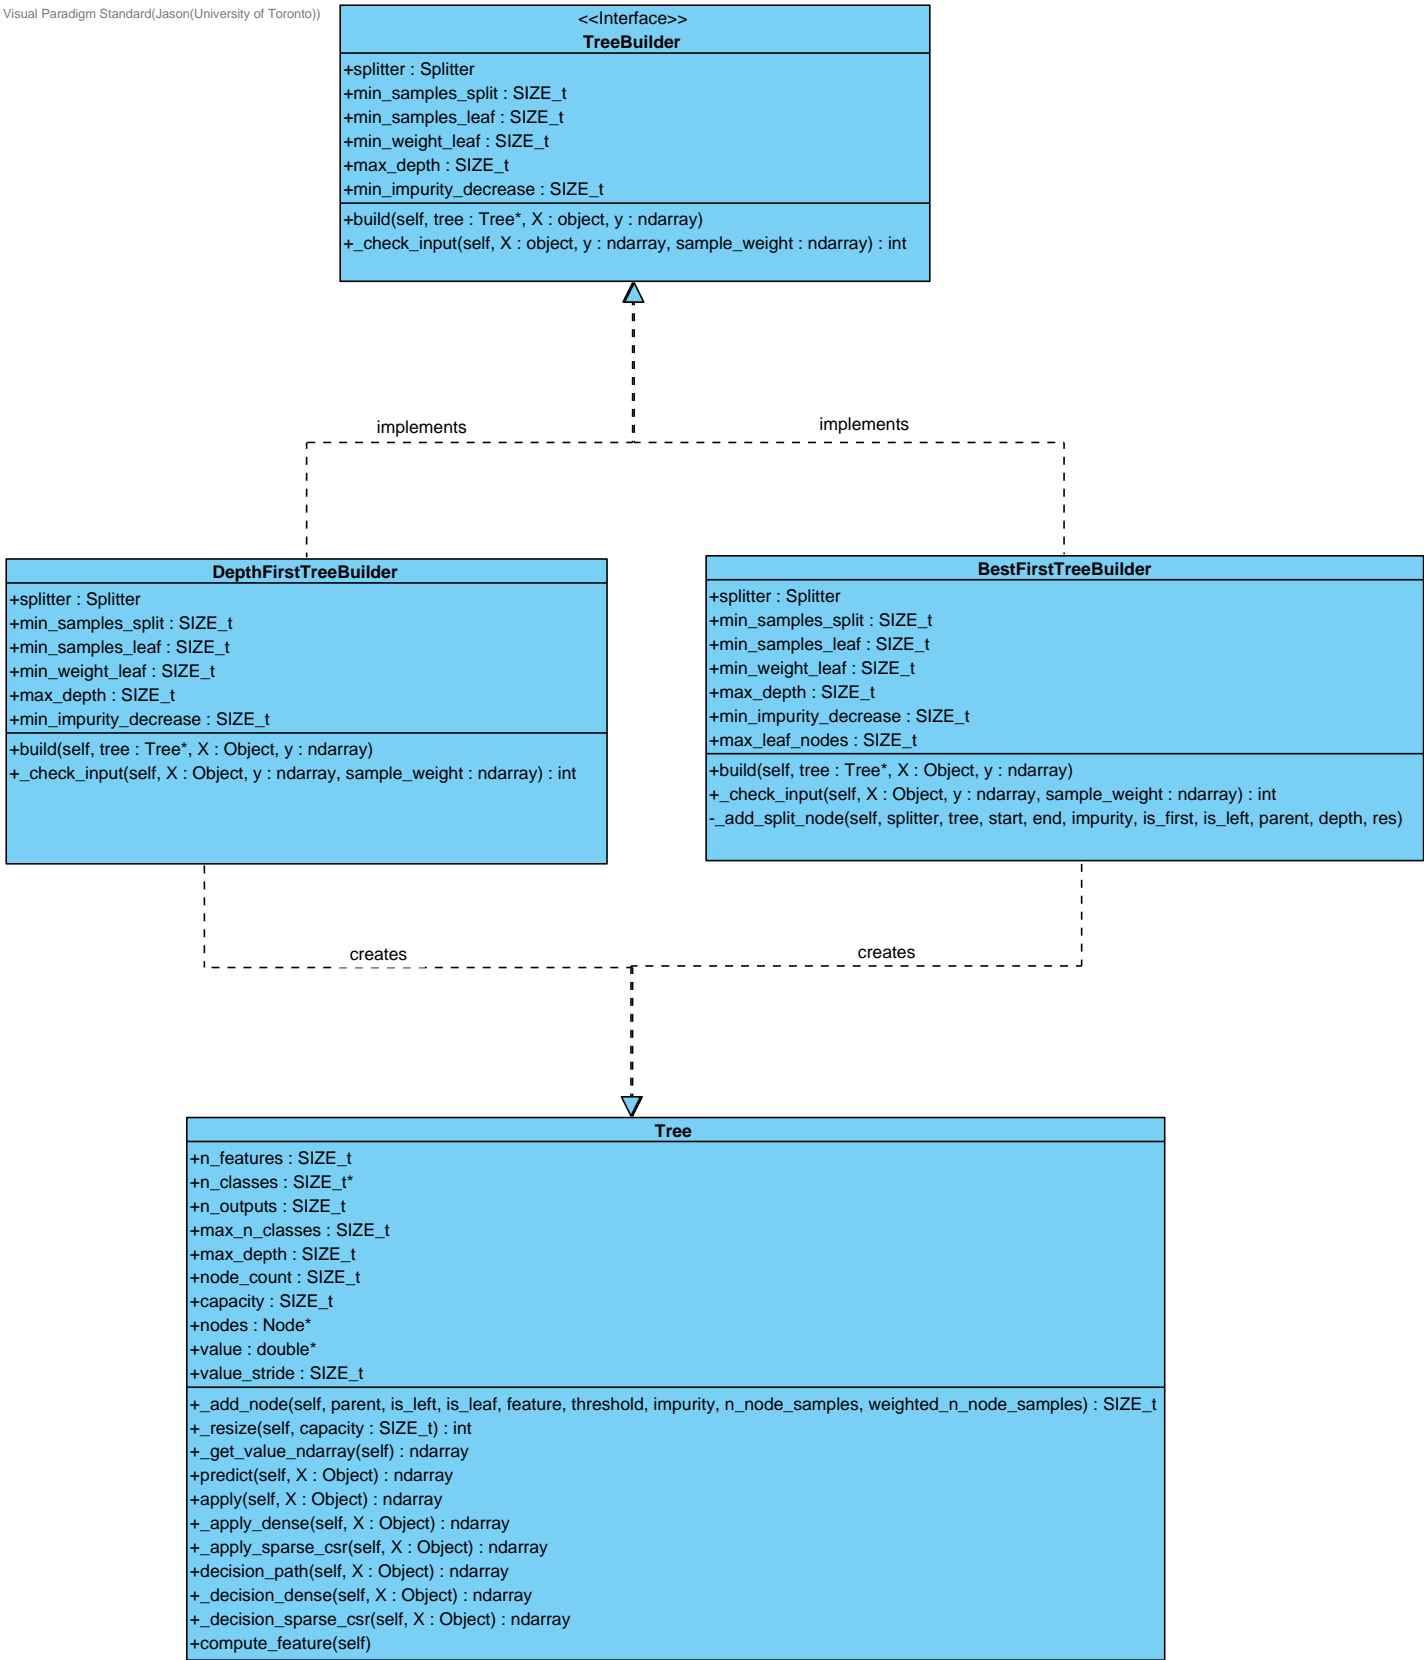 Visual Paradigm Standard(Jason(University of Toronto))
<<Interface>>
TreeBuilder
+splitter : Splitter
+min_samples_split : SIZE_t
+min_samples_leaf : SIZE_t
+min_weight_leaf : SIZE_t
+max_depth : SIZE_t
+min_impurity_decrease : SIZE_t
+build(self, tree : Tree*, X : object, y : ndarray)
+_check_input(self, X : object, y : ndarray, sample_weight : ndarray) : int
implements
implements
DepthFirstTreeBuilder
+splitter : Splitter
+min_samples_split : SIZE_t
+min_samples_leaf : SIZE_t
+min_weight_leaf : SIZE_t
+max_depth : SIZE_t
+min_impurity_decrease : SIZE_t
+build(self, tree : Tree*, X : Object, y : ndarray)
+_check_input(self, X : Object, y : ndarray, sample_weight : ndarray) : int
BestFirstTreeBuilder
+splitter : Splitter
+min_samples_split : SIZE_t
+min_samples_leaf : SIZE_t
+min_weight_leaf : SIZE_t
+max_depth : SIZE_t
+min_impurity_decrease : SIZE_t
+max_leaf_nodes : SIZE_t
+build(self, tree : Tree*, X : Object, y : ndarray)
+_check_input(self, X : Object, y : ndarray, sample_weight : ndarray) : int
-_add_split_node(self, splitter, tree, start, end, impurity, is_first, is_left, parent, depth, res)
creates
creates
Tree
+n_features : SIZE_t
+n_classes : SIZE_t*
+n_outputs : SIZE_t
+max_n_classes : SIZE_t
+max_depth : SIZE_t
+node_count : SIZE_t
+capacity : SIZE_t
+nodes : Node*
+value : double*
+value_stride : SIZE_t
+_add_node(self, parent, is_left, is_leaf, feature, threshold, impurity, n_node_samples, weighted_n_node_samples) : SIZE_t
+_resize(self, capacity : SIZE_t) : int
+_get_value_ndarray(self) : ndarray
+predict(self, X : Object) : ndarray
+apply(self, X : Object) : ndarray
+_apply_dense(self, X : Object) : ndarray
+_apply_sparse_csr(self, X : Object) : ndarray
+decision_path(self, X : Object) : ndarray
+_decision_dense(self, X : Object) : ndarray
+_decision_sparse_csr(self, X : Object) : ndarray
+compute_feature(self)